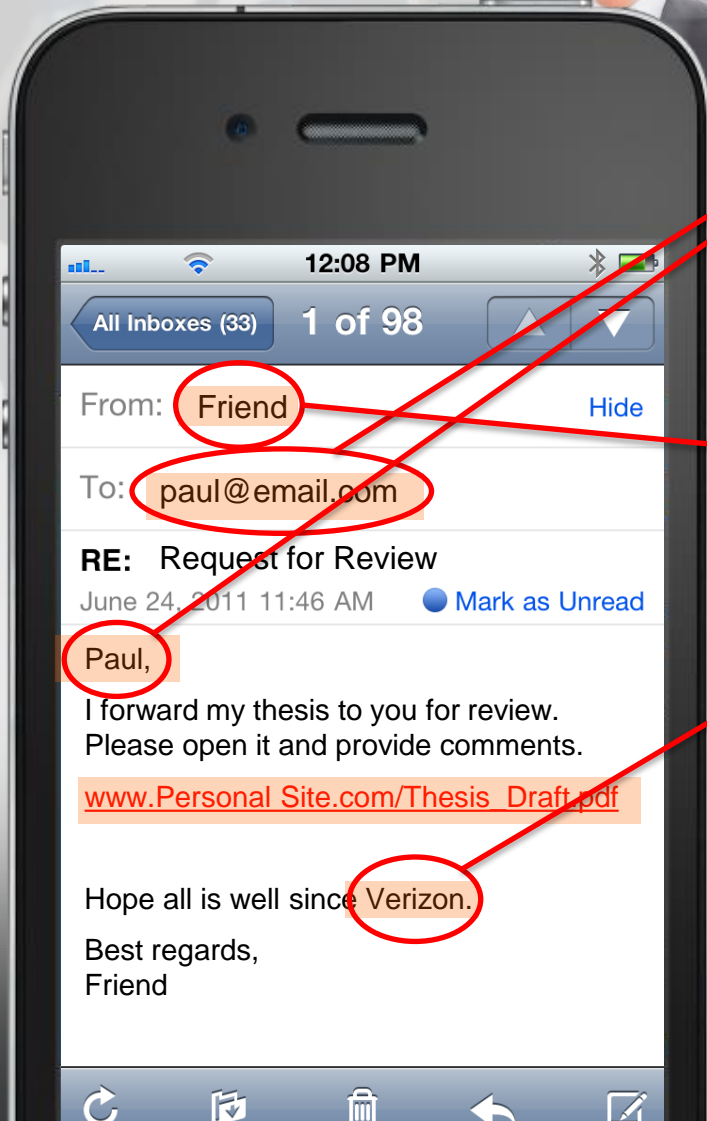 12:08 PM
All Inboxes (33) 1 of 98
From: Friend Hide
To: paul@email.com
RE: Request for Review
June 24, 2011 11:46 AM Mark as Unread
Paul,
I forward my thesis to you for review.
Please open it and provide comments.
www.Personal Site.com/Thesis_Draft.pdf
Hope all is well since Verizon.
Best regards,
Friend